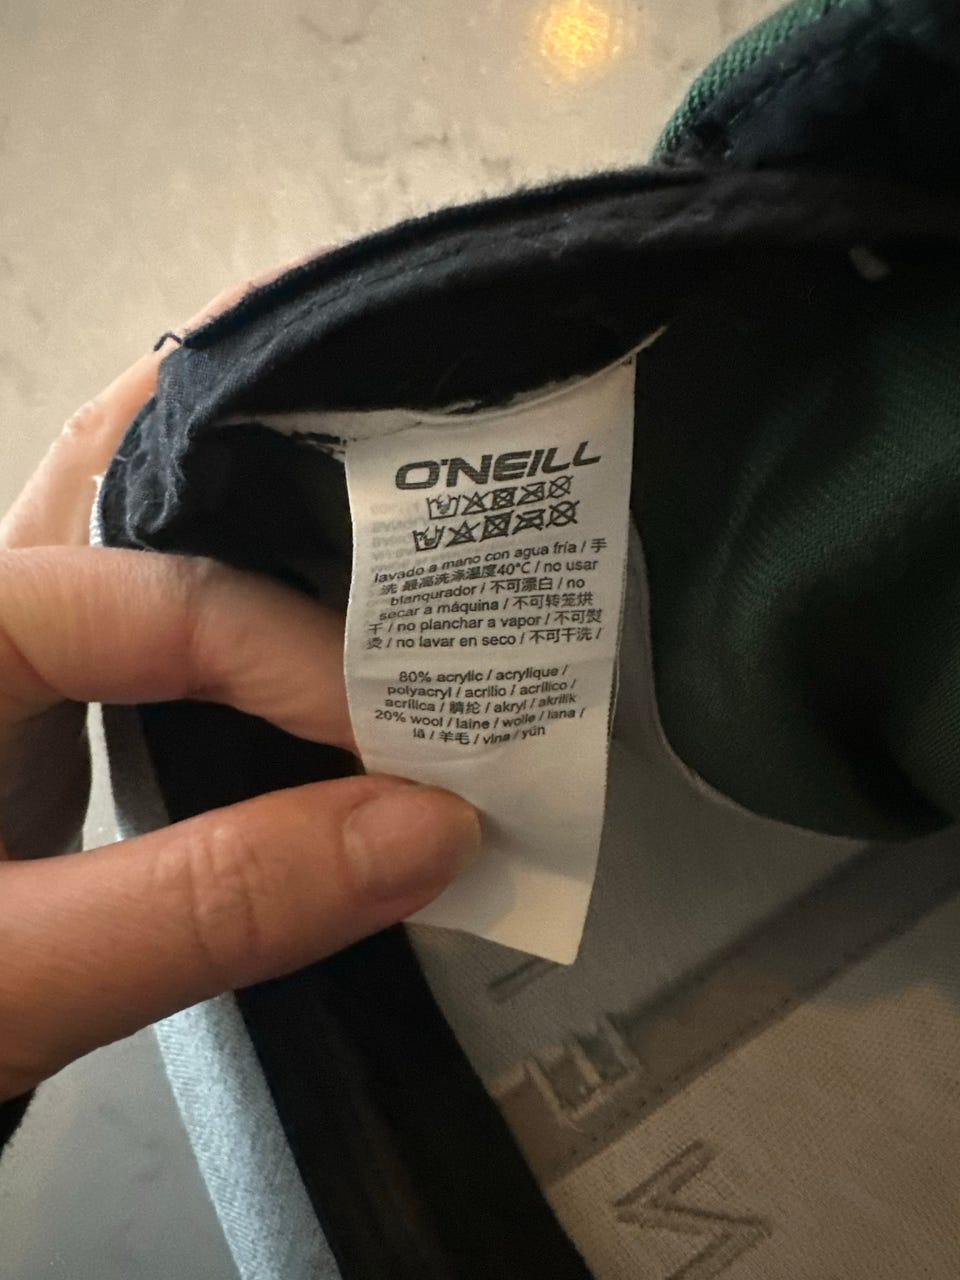 O'NEILL
lavado a mano con agua fría / 手
洗 最高洗涤温度40°C / no usar
blanqurador / 不可漂白 / no
secar a máquina / 不可转笼烘
干 / no planchar a vapor / 不可熨
烫 / no lavar en seco / 不可干洗 /
80% acrylic / acrylique /
polyacryl / acrilio / acrílico /
acrílica / 腈纶 / akryl / akrilik
20% wool / laine / wolle / lana /
lã / 羊毛 / vlna / yün